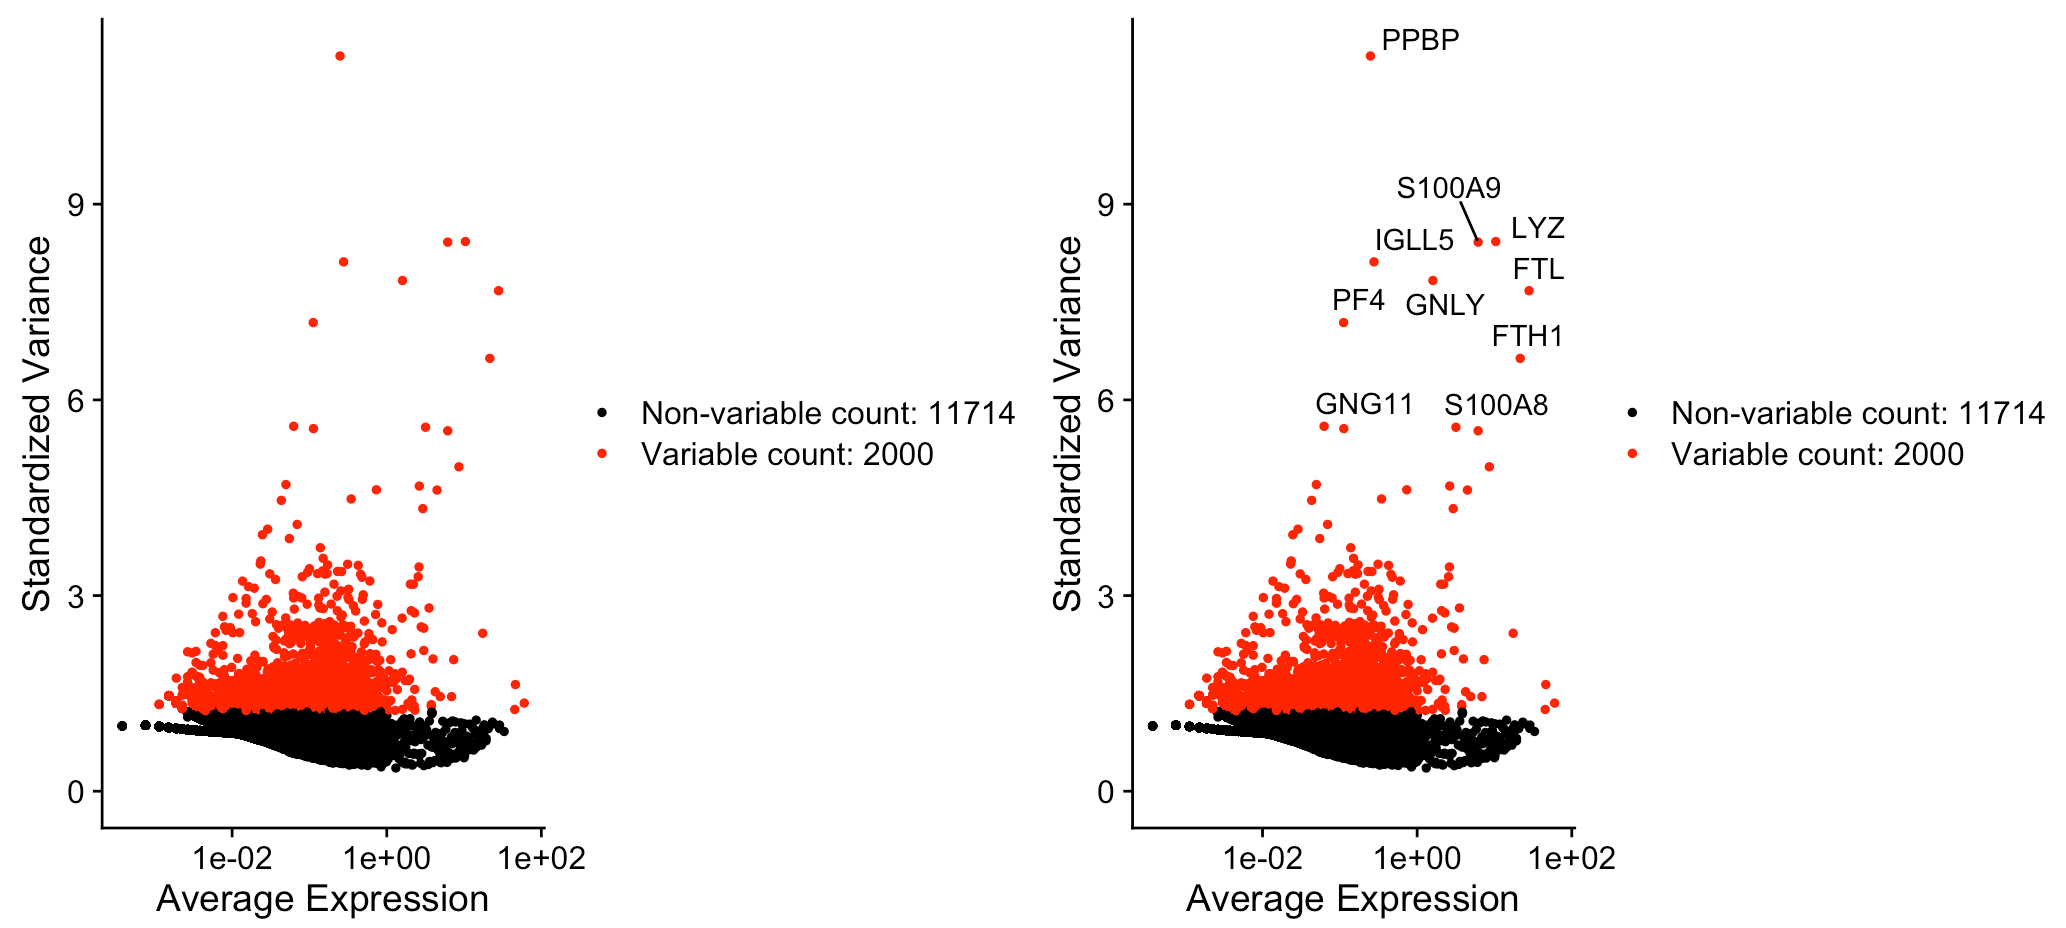 Standardized Variance
9
6
3
0
1e-02 1e+00 1e+02
Average Expression
Non-variable count: 11714
Variable count: 2000
Standardized Variance
9
6
3
0
PPBP
S100A9
LYZ
IGLL5
FTL
PF4
GNLY
FTH1
GNG11
S100A8
1e-02 1e+00 1e+02
Average Expression
Non-variable count: 11714
Variable count: 2000